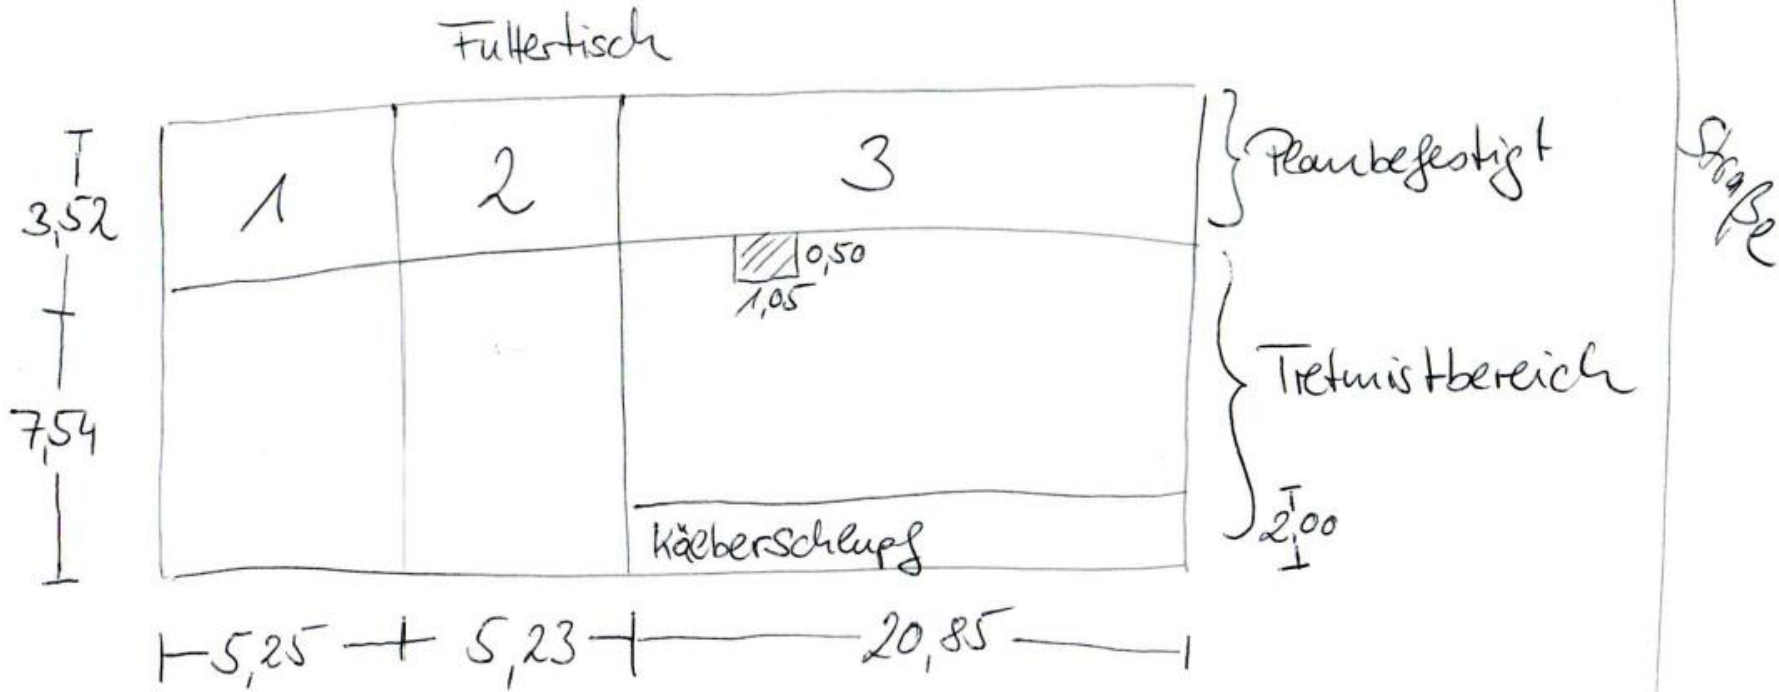 Futtertisch
1
2
3
Planbefestigt
Straße
3,52
0,50
1,05
Tretmistbereich
7,54
2,00
Kälberschlupf
5,25
5,23
20,85